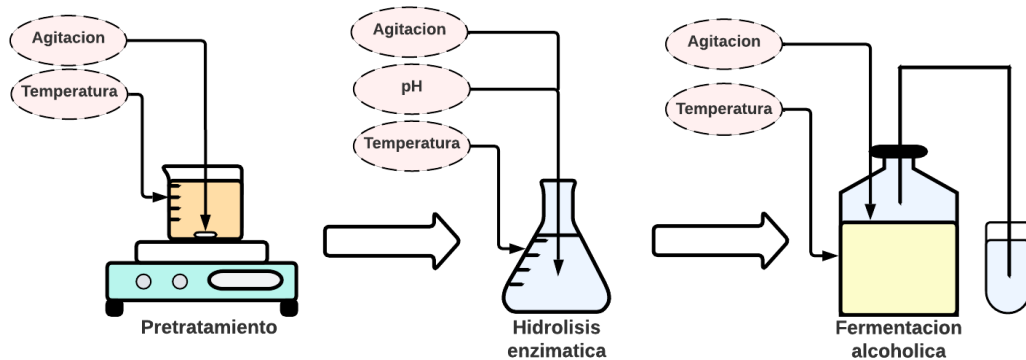 Agitacion
Temperatura
Pretratamiento
Agitacion
pH
Temperatura
Hidrolisis
enzimatica
Agitacion
Temperatura
Fermentacion
alcoholica